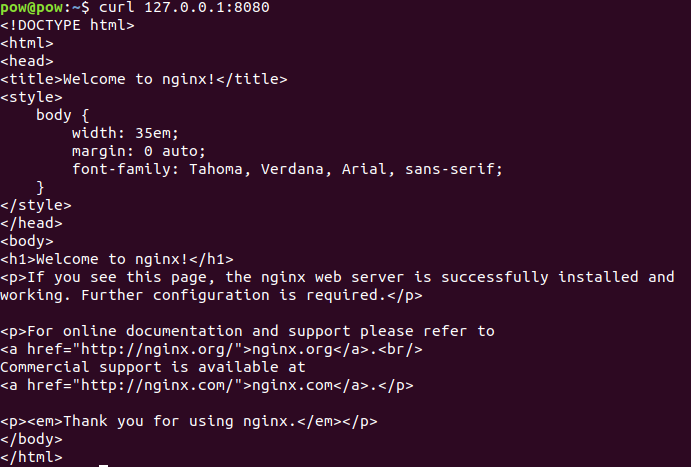 pow@pow:~$ curl 127.0.0.1:8080
<!DOCTYPE html>
<html>
<head>
<title>Welcome to nginx!</title>
<style>
    body {
        width: 35em;
        margin: 0 auto;
        font-family: Tahoma, Verdana, Arial, sans-serif;
    }
</style>
</head>
<body>
<h1>Welcome to nginx!</h1>
<p>If you see this page, the nginx web server is successfully installed and
working. Further configuration is required.</p>

<p>For online documentation and support please refer to
<a href="http://nginx.org/">nginx.org</a>.<br/>
Commercial support is available at
<a href="http://nginx.com/">nginx.com</a>.</p>

<p><em>Thank you for using nginx.</em></p>
</body>
</html>